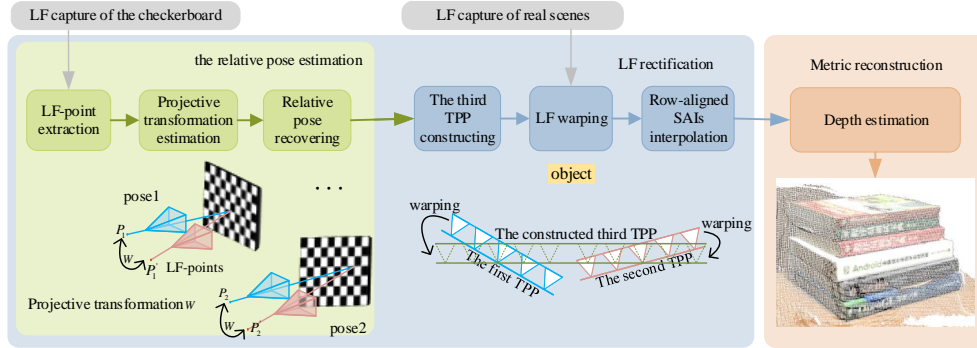 LF capture of the checkerboard
LF capture of real scenes
the relative pose estimation
LF rectification
Metric reconstruction
LF-point
extraction
Projective
transformation
estimation
Relative
pose
recovering
The third
TPP
constructing
LF warping
Row-aligned
SAIs
interpolation
Depth estimation
object
pose1
. . .
P1
W
P1'
LF-points
Projective transformation W
P2
W
P2'
pose2
warping
The constructed third TPP
warping
The first TPP
The second TPP
Android